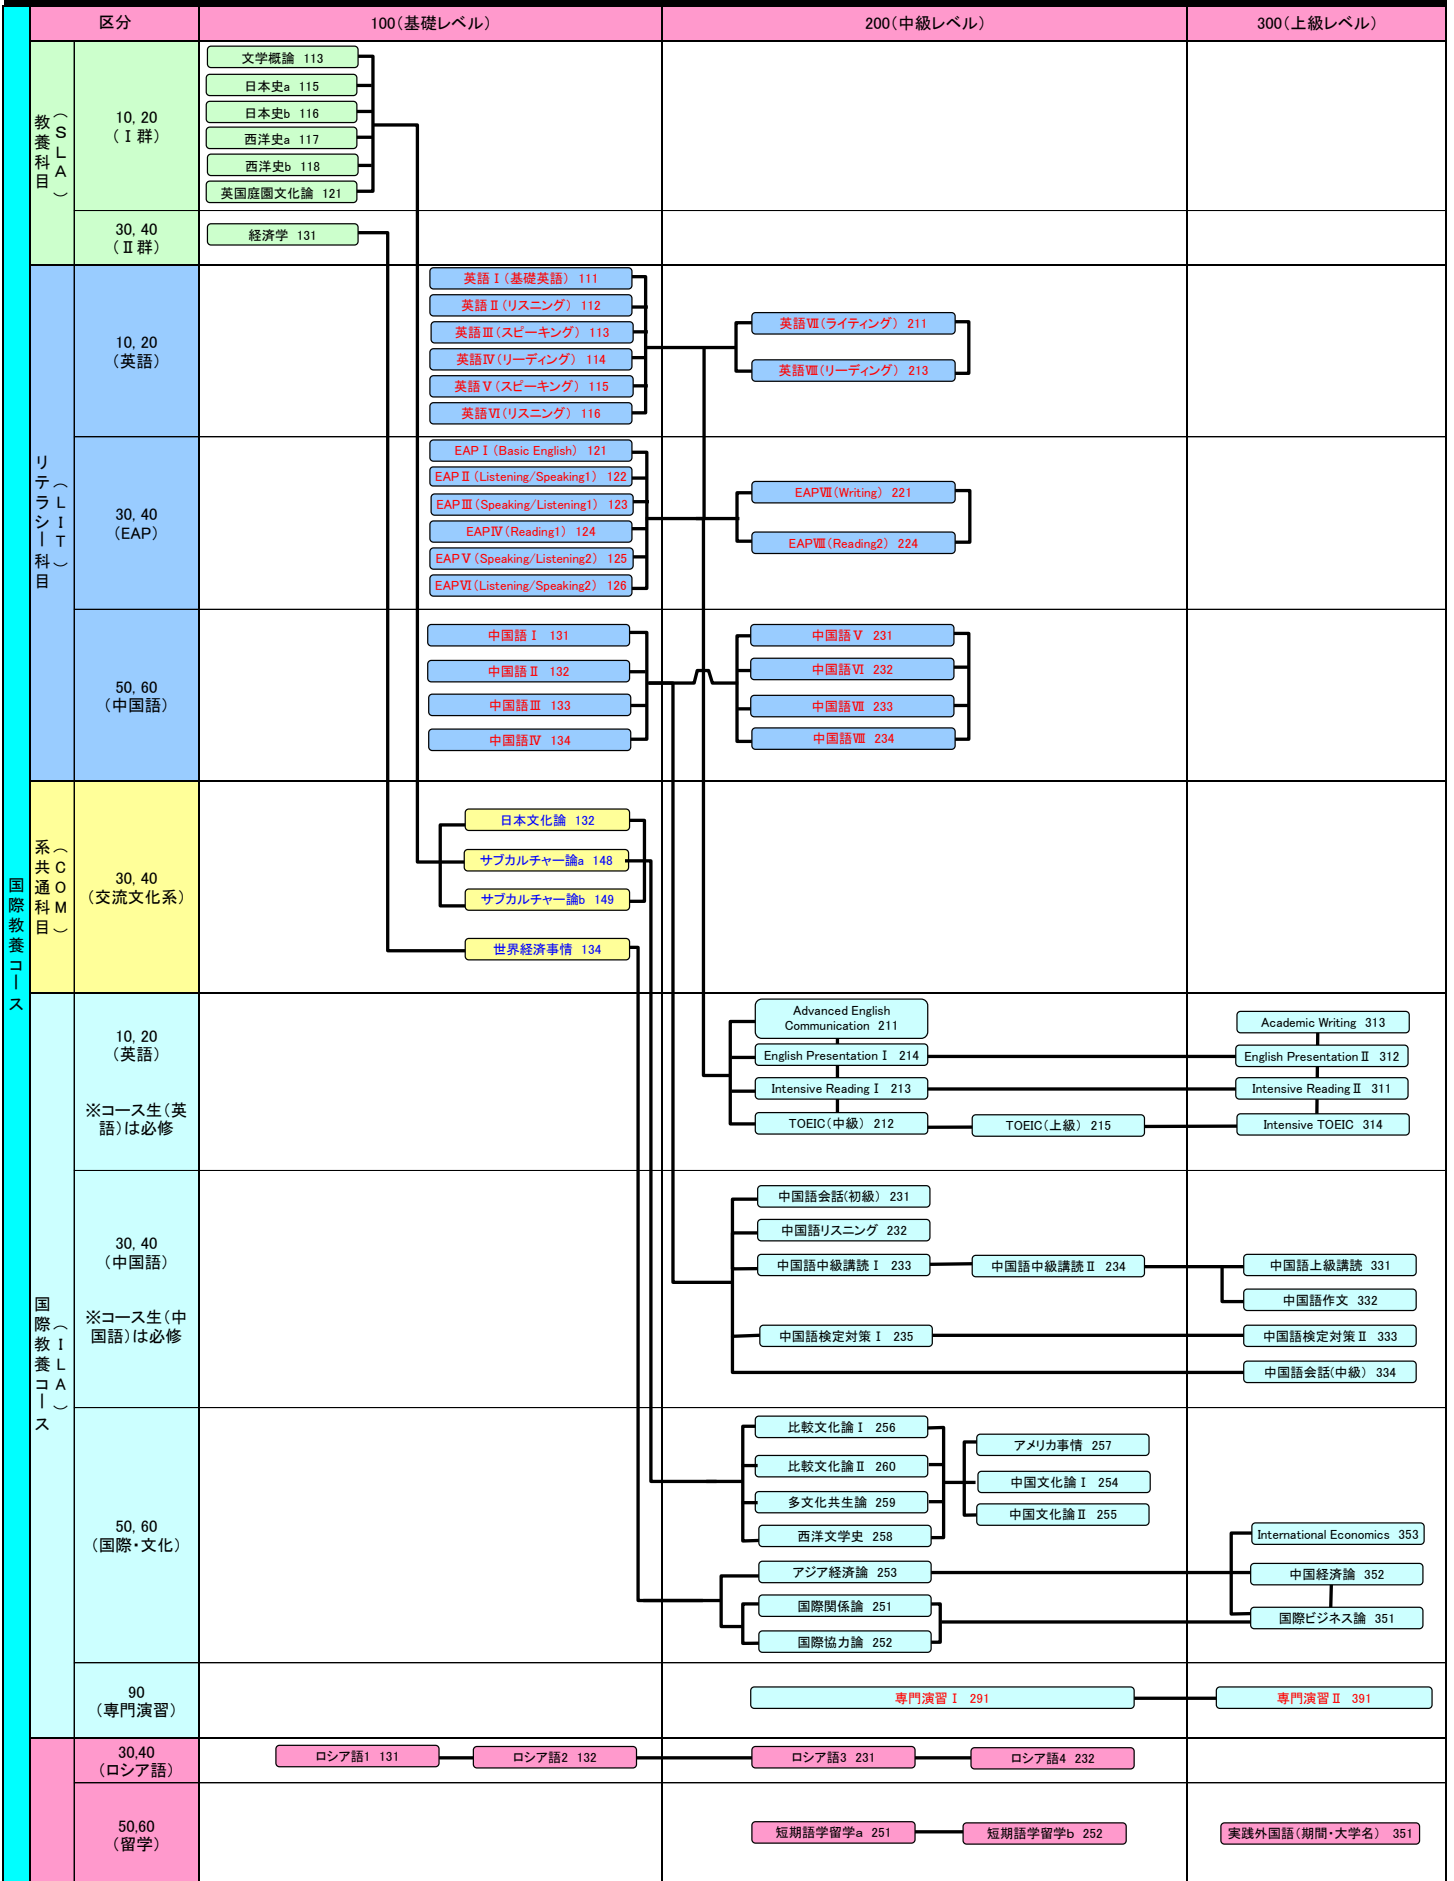 区分
100(基礎レベル)
200(中級レベル)
300(上級レベル)
国際教養コース
教養科目
(SLA)
10, 20
(Ⅰ群)
文学概論 113
日本史a 115
日本史b 116
西洋史a 117
西洋史b 118
英国庭園文化論 121
30, 40
(Ⅱ群)
経済学 131
リテラシー科目
(LIT)
10, 20
(英語)
英語Ⅰ(基礎英語) 111
英語Ⅱ(リスニング) 112
英語Ⅲ(スピーキング) 113
英語Ⅳ(リーディング) 114
英語Ⅴ(スピーキング) 115
英語Ⅵ(リスニング) 116
英語Ⅶ(ライティング) 211
英語Ⅷ(リーディング) 213
30, 40
(EAP)
EAPⅠ(Basic English) 121
EAPⅡ(Listening/Speaking1) 122
EAPⅢ(Speaking/Listening1) 123
EAPⅣ(Reading1) 124
EAPⅤ(Speaking/Listening2) 125
EAPⅥ(Listening/Speaking2) 126
EAPⅦ(Writing) 221
EAPⅧ(Reading2) 224
50, 60
(中国語)
中国語Ⅰ 131
中国語Ⅱ 132
中国語Ⅲ 133
中国語Ⅳ 134
中国語Ⅴ 231
中国語Ⅵ 232
中国語Ⅶ 233
中国語Ⅷ 234
系共通科目
(COM)
30, 40
(交流文化系)
日本文化論 132
サブカルチャー論a 148
サブカルチャー論b 149
世界経済事情 134
国際教養コース
(ILA)
10, 20
(英語)
※コース生(英
語)は必修
Advanced English
Communication 211
English Presentation Ⅰ 214
Intensive Reading Ⅰ 213
TOEIC(中級) 212
TOEIC(上級) 215
Academic Writing 313
English Presentation Ⅱ 312
Intensive Reading Ⅱ 311
Intensive TOEIC 314
30, 40
(中国語)
※コース生(中
国語)は必修
中国語会話(初級) 231
中国語リスニング 232
中国語中級講読Ⅰ 233
中国語中級講読Ⅱ 234
中国語上級講読 331
中国語作文 332
中国語検定対策Ⅰ 235
中国語検定対策Ⅱ 333
中国語会話(中級) 334
50, 60
(国際・文化)
比較文化論Ⅰ 256
比較文化論Ⅱ 260
多文化共生論 259
西洋文学史 258
アメリカ事情 257
中国文化論Ⅰ 254
中国文化論Ⅱ 255
アジア経済論 253
国際関係論 251
国際協力論 252
International Economics 353
中国経済論 352
国際ビジネス論 351
90
(専門演習)
専門演習Ⅰ 291
専門演習Ⅱ 391
30,40
(ロシア語)
ロシア語1 131
ロシア語2 132
ロシア語3 231
ロシア語4 232
50,60
(留学)
短期語学留学a 251
短期語学留学b 252
実践外国語(期間・大学名) 351